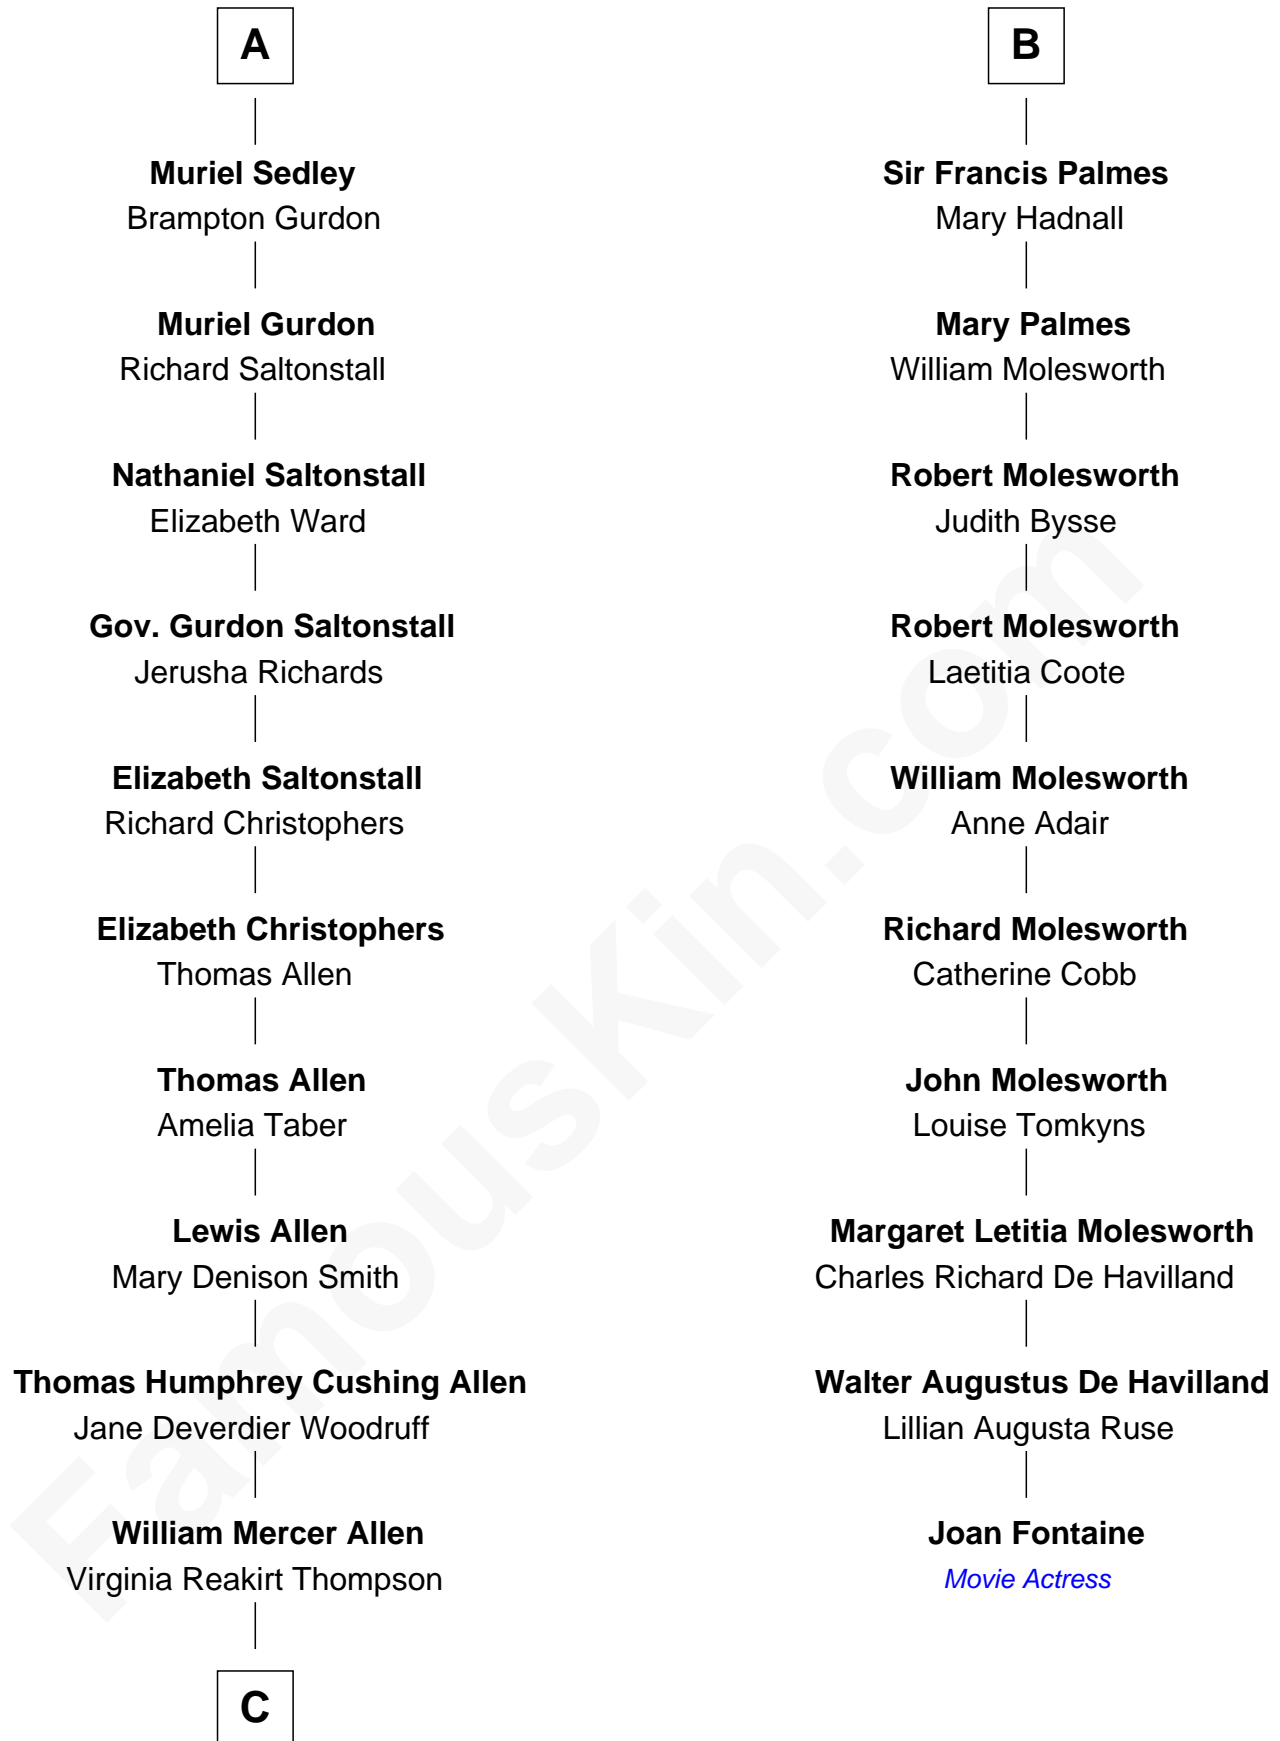 A
Muriel Sedley
Brampton Gurdon
Muriel Gurdon
Richard Saltonstall
Nathaniel Saltonstall
Elizabeth Ward
Gov. Gurdon Saltonstall
Jerusha Richards
Elizabeth Saltonstall
Richard Christophers
Elizabeth Christophers
Thomas Allen
Thomas Allen
Amelia Taber
Lewis Allen
Mary Denison Smith
Thomas Humphrey Cushing Allen
Jane Deverdier Woodruff
William Mercer Allen
Virginia Reakirt Thompson
C
B
Sir Francis Palmes
Mary Hadnall
Mary Palmes
William Molesworth
Robert Molesworth
Judith Bysse
Robert Molesworth
Laetitia Coote
William Molesworth
Anne Adair
Richard Molesworth
Catherine Cobb
John Molesworth
Louise Tomkyns
Margaret Letitia Molesworth
Charles Richard De Havilland
Walter Augustus De Havilland
Lillian Augusta Ruse
Joan Fontaine
Movie Actress
FamousKin.com